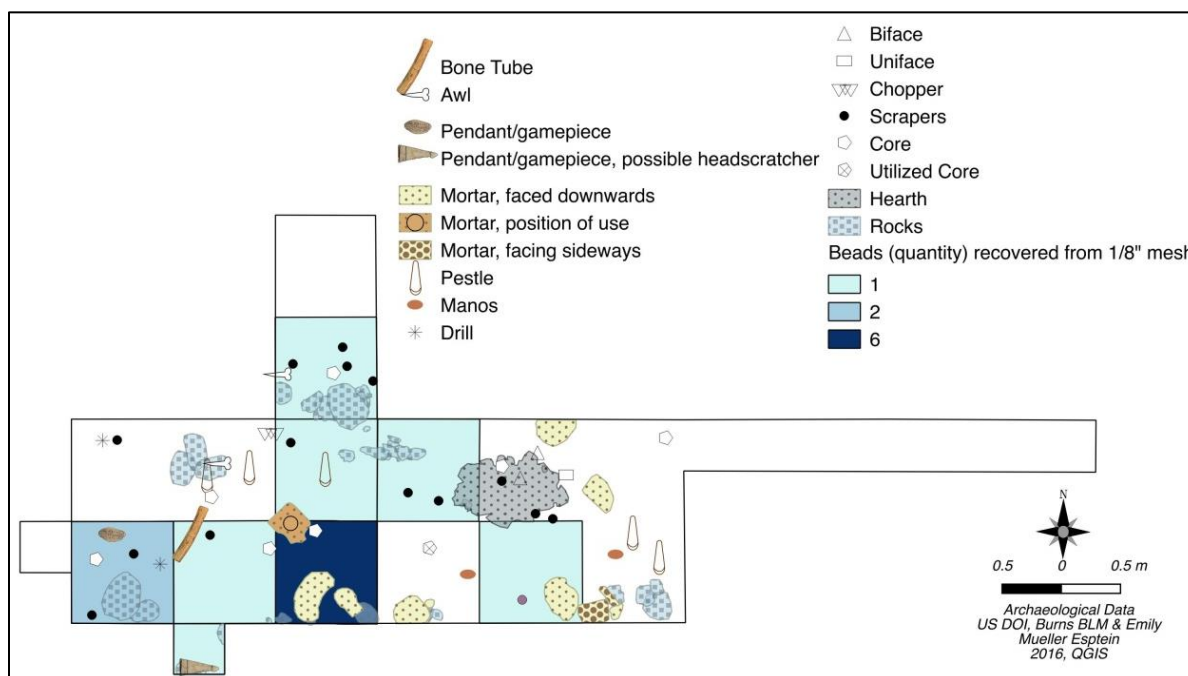 Bone Tube
Awl
Pendant/gamepiece
Pendant/gamepiece, possible headscratcher
Mortar, faced downwards
Mortar, position of use
Mortar, facing sideways
Pestle
Manos
Drill
Biface
Uniface
Chopper
Scrapers
Core
Utilized Core
Hearth
Rocks
Beads (quantity) recovered from 1/8" mesh
1
2
6
N
0.5 0 0.5 m
Archaeological Data
US DOI, Burns BLM & Emily
Mueller Esptein
2016, QGIS